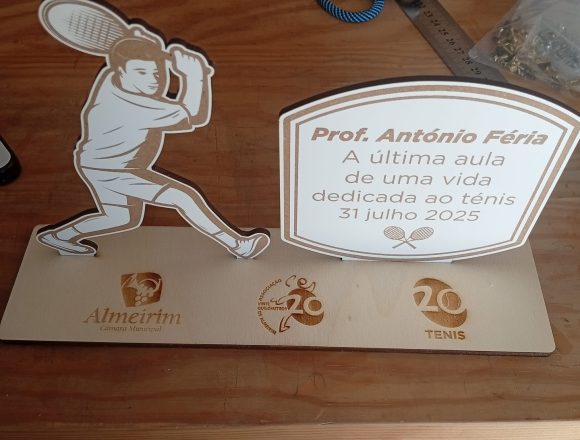 Prof. António Féria
A última aula
de uma vida
dedicada ao ténis
31 julho 2025
Almeirim
Câmara Municipal
ASSOCIAÇÃO
20
20
TENIS